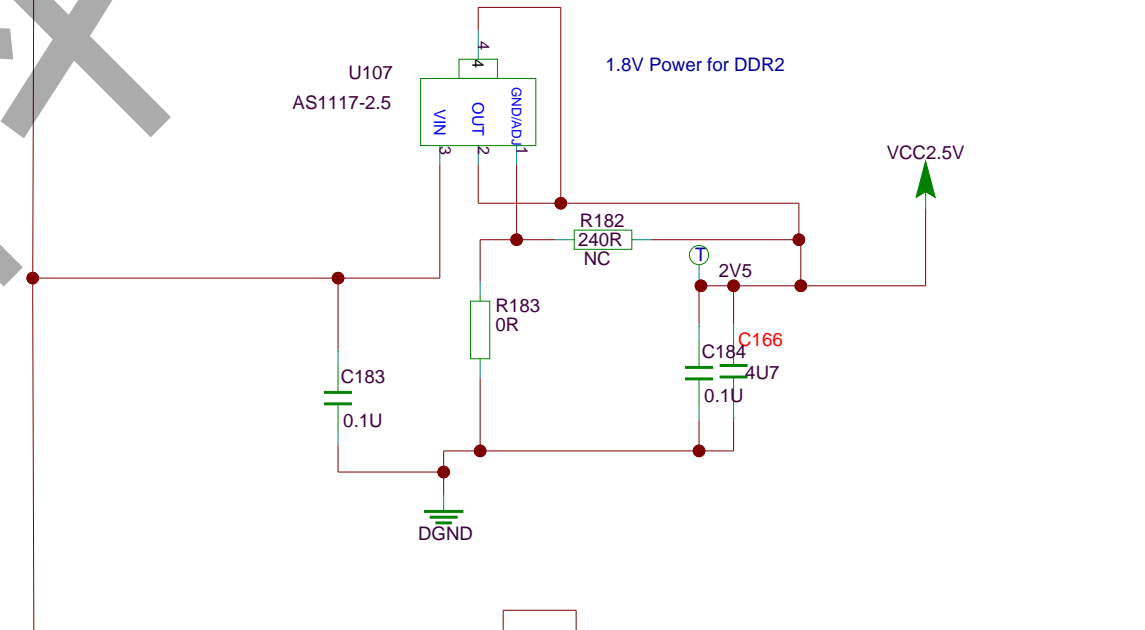 4
4
1.8V Power for DDR2
U107
AS1117-2.5
VIN
OUT
GND/ADJ
3
2
1
VCC2.5V
R182
240R
NC
T
2V5
R183
0R
C166
C184
4U7
0.1U
C183
0.1U
DGND